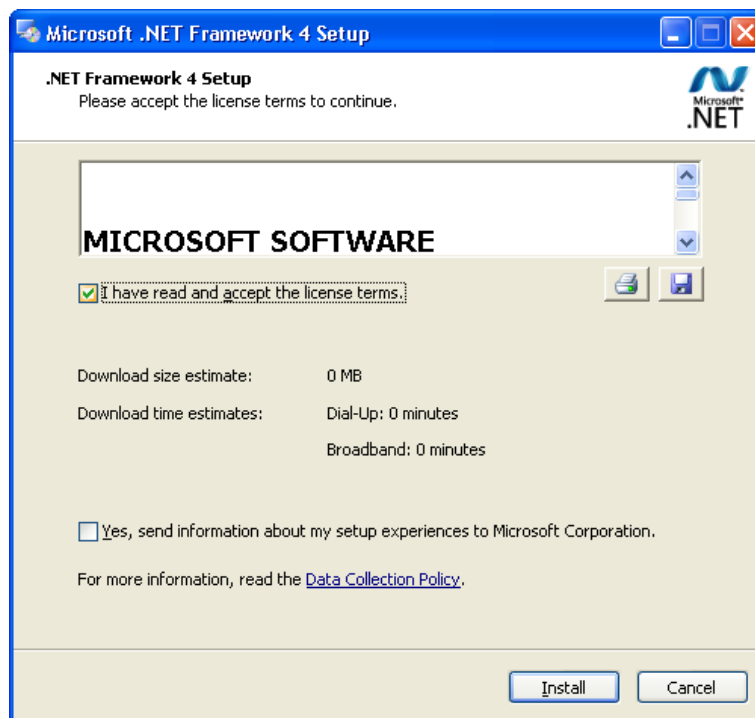 Microsoft .NET Framework 4 Setup
.NET Framework 4 Setup
Please accept the license terms to continue.
Microsoft®
.NET
MICROSOFT SOFTWARE
I have read and accept the license terms.
Download size estimate: 0 MB
Download time estimates: Dial-Up: 0 minutes
Broadband: 0 minutes
Yes, send information about my setup experiences to Microsoft Corporation.
For more information, read the Data Collection Policy.
Install Cancel